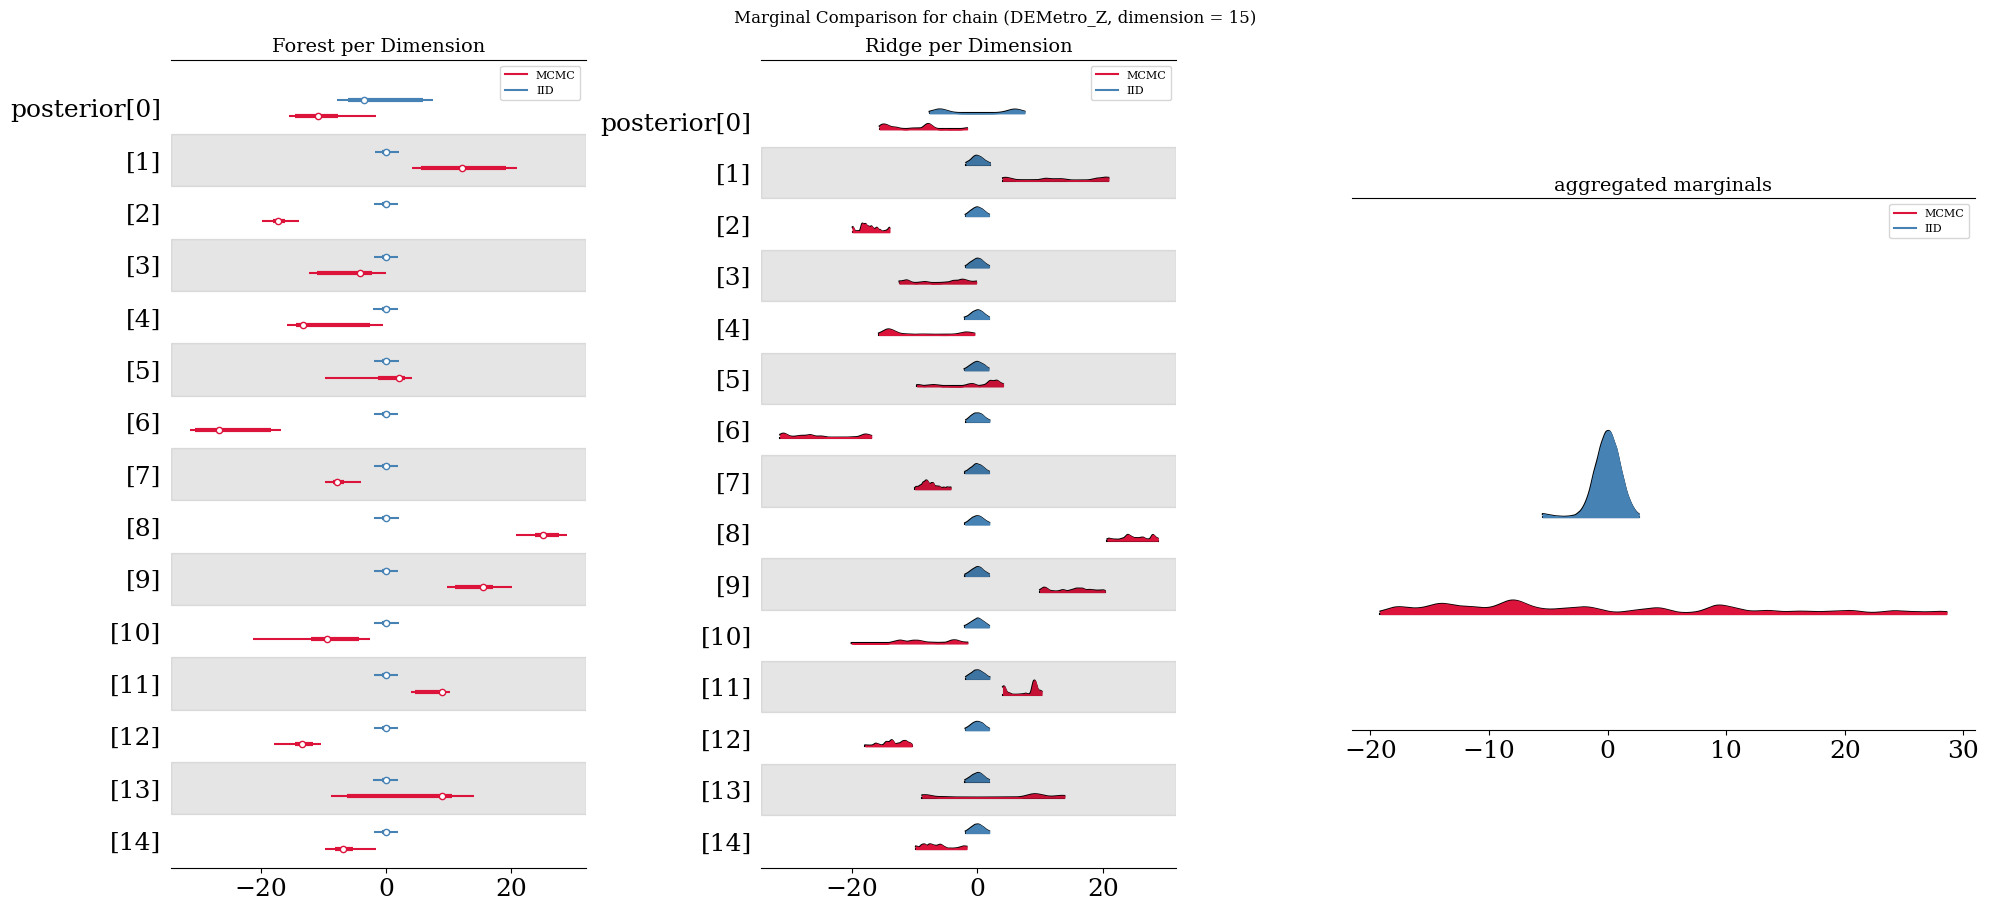 Marginal Comparison for chain (DEMetro_Z, dimension = 15)
Forest per Dimension
MCMC
IID
posterior[0]
[1]
[2]
[3]
[4]
[5]
[6]
[7]
[8]
[9]
[10]
[11]
[12]
[13]
[14]
−20 0 20
Ridge per Dimension
MCMC
IID
posterior[0]
[1]
[2]
[3]
[4]
[5]
[6]
[7]
[8]
[9]
[10]
[11]
[12]
[13]
[14]
−20 0 20
aggregated marginals
MCMC
IID
−20 −10 0 10 20 30